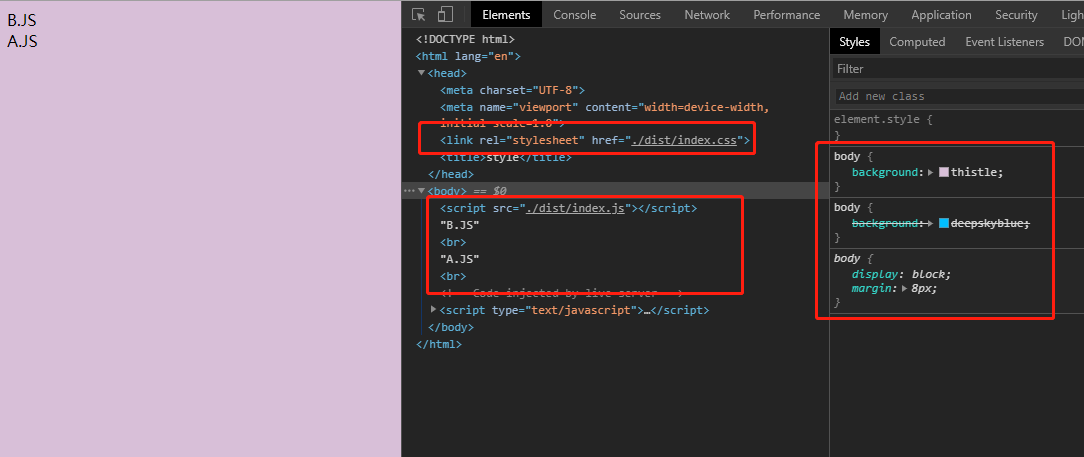 B.JS
A.JS
Elements Console Sources Network Performance Memory Application Security Ligh
<!DOCTYPE html>
<html lang="en">
<head>
<meta charset="UTF-8">
<meta name="viewport" content="width=device-width,
initial-scale=1.0">
<link rel="stylesheet" href="./dist/index.css">
<title>style</title>
</head>
<body> == $0
<script src="./dist/index.js"></script>
"B.JS"
<br>
"A.JS"
<br>
<!-- Code injected by live-server -->
<script type="text/javascript">…</script>
</body>
</html>
Styles Computed Event Listeners DOM
Filter
Add new class
element.style {
}
body {
background: thistle;
}
body {
background: deepskyblue;
}
body {
display: block;
margin: 8px;
}